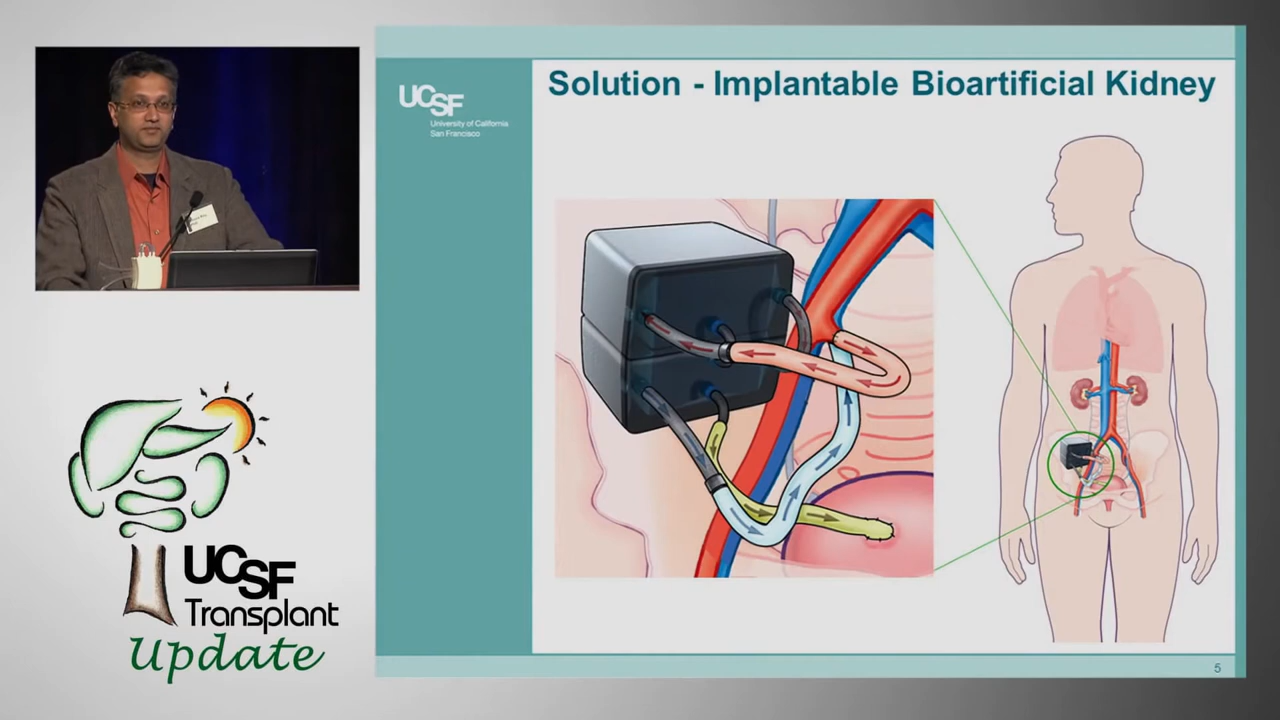 Solution - Implantable Bioartificial Kidney
UCSF
University of California
San Francisco
UCSF
Transplant
Update
5